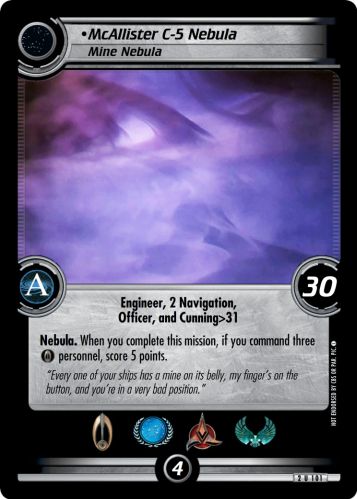 •McAllister C-5 Nebula
Mine Nebula
A
30
Engineer, 2 Navigation,
Officer, and Cunning>31
Nebula. When you complete this mission, if you command three
personnel, score 5 points.
“Every one of your ships has a mine on its belly, my finger’s on
the button, and you’re in a very bad position.”
NOT ENDORSED BY CBS OR PAR. PIC.
4
2 U 101